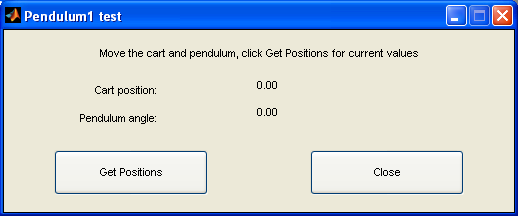 Pendulum1 test
Move the cart and pendulum, click Get Positions for current values
Cart position: 0.00
Pendulum angle: 0.00
Get Positions Close